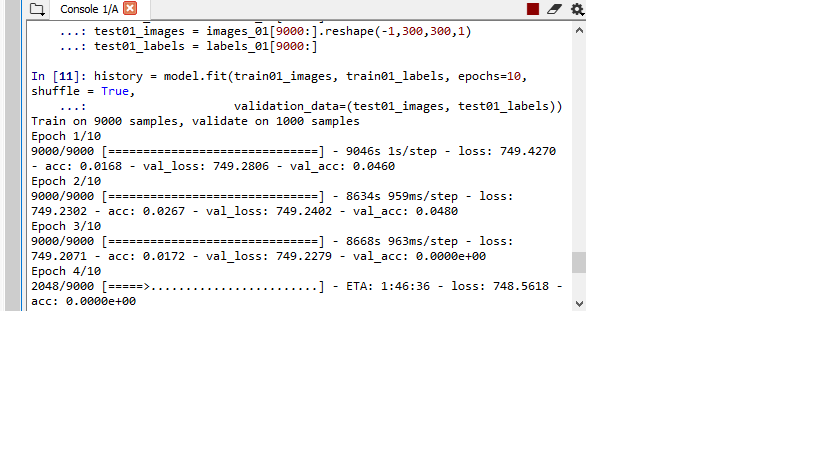 Console 1/A
...: test01_images = images_01[9000:].reshape(-1,300,300,1)
...: test01_labels = labels_01[9000:]
In [11]: history = model.fit(train01_images, train01_labels, epochs=10,
shuffle = True,
...: validation_data=(test01_images, test01_labels))
Train on 9000 samples, validate on 1000 samples
Epoch 1/10
9000/9000 [==============================] - 9046s 1s/step - loss: 749.4270
- acc: 0.0168 - val_loss: 749.2806 - val_acc: 0.0460
Epoch 2/10
9000/9000 [==============================] - 8634s 959ms/step - loss:
749.2302 - acc: 0.0267 - val_loss: 749.2402 - val_acc: 0.0480
Epoch 3/10
9000/9000 [==============================] - 8668s 963ms/step - loss:
749.2071 - acc: 0.0172 - val_loss: 749.2279 - val_acc: 0.0000e+00
Epoch 4/10
2048/9000 [=====>........................] - ETA: 1:46:36 - loss: 748.5618 -
acc: 0.0000e+00